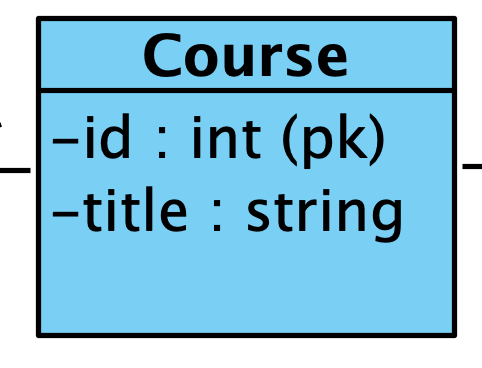 Course
-id : int (pk)
-title : string